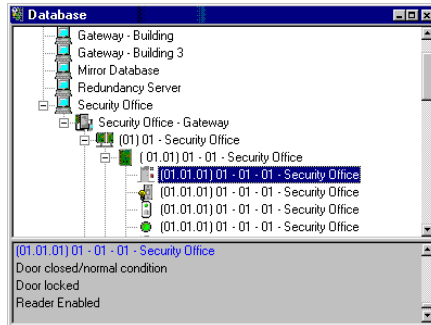 Database
Gateway - Building
Gateway - Building 3
Mirror Database
Redundancy Server
Security Office
Security Office - Gateway
(01) 01 - Security Office
( 01.01) 01 - 01 - Security Office
(01.01.01) 01 - 01 - 01 - Security Office
(01.01.01) 01 - 01 - 01 - Security Office
(01.01.01) 01 - 01 - 01 - Security Office
(01.01.01) 01 - 01 - 01 - Security Office
(01.01.01) 01 - 01 - 01 - Security Office
Door closed/normal condition
Door locked
Reader Enabled